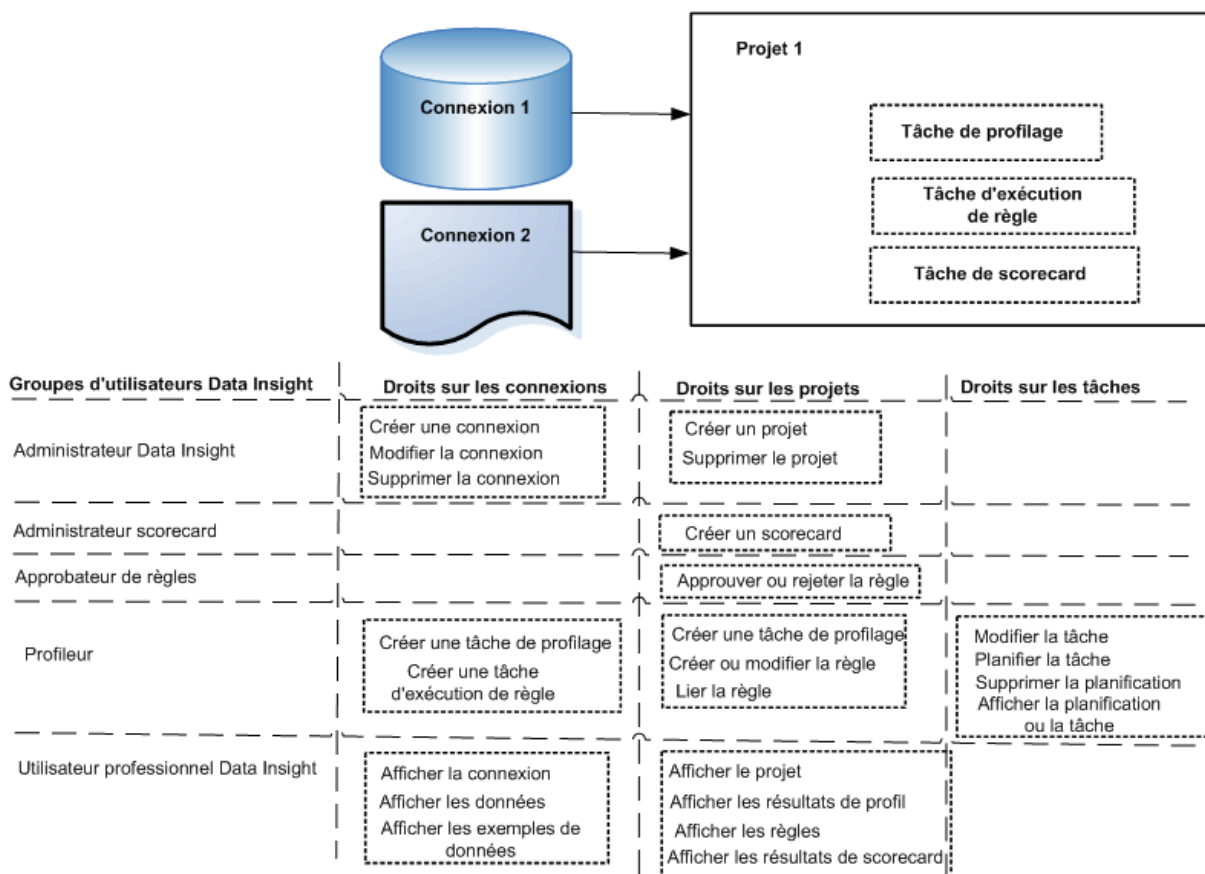 Connexion 1
Connexion 2
Projet 1
Tâche de profilage
Tâche d'exécution
de règle
Tâche de scorecard
Groupes d'utilisateurs Data Insight
Droits sur les connexions
Droits sur les projets
Droits sur les tâches
Administrateur Data Insight
Créer une connexion
Modifier la connexion
Supprimer la connexion
Créer un projet
Supprimer le projet
Administrateur scorecard
Créer un scorecard
Approbateur de règles
Approuver ou rejeter la règle
Profileur
Créer une tâche de profilage
Créer une tâche
d'exécution de règle
Créer une tâche de profilage
Créer ou modifier la règle
Lier la règle
Modifier la tâche
Planifier la tâche
Supprimer la planification
Afficher la planification
ou la tâche
Utilisateur professionnel Data Insight
Afficher la connexion
Afficher les données
Afficher les exemples de
données
Afficher le projet
Afficher les résultats de profil
Afficher les règles
Afficher les résultats de scorecard